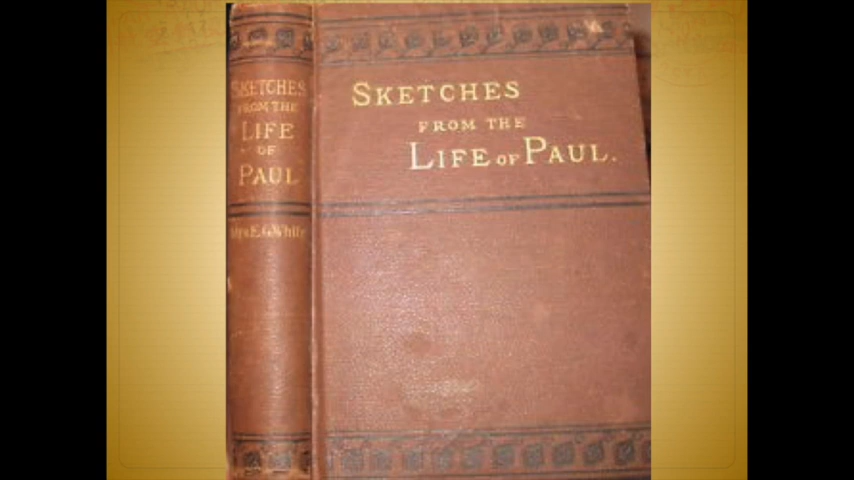 SKETCHES
FROM THE
LIFE
OF
PAUL
Mrs. E.G. White
SKETCHES
FROM THE
LIFE OF PAUL.